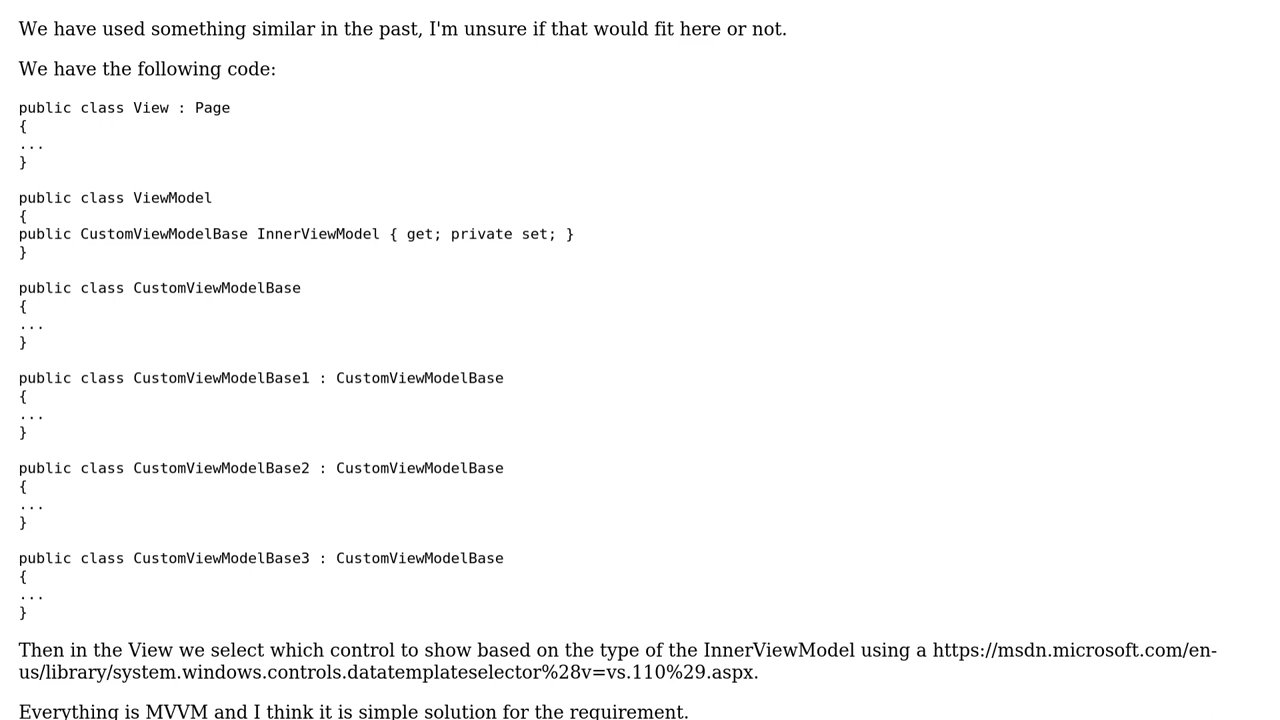 We have used something similar in the past, I'm unsure if that would fit here or not.
We have the following code:
public class View : Page
{
...
}
public class ViewModel
{
public CustomViewModelBase InnerViewModel { get; private set; }
}
public class CustomViewModelBase
{
...
}
public class CustomViewModelBase1 : CustomViewModelBase
{
...
}
public class CustomViewModelBase2 : CustomViewModelBase
{
...
}
public class CustomViewModelBase3 : CustomViewModelBase
{
...
}
Then in the View we select which control to show based on the type of the InnerViewModel using a https://msdn.microsoft.com/en-
us/library/system.windows.controls.datatemplateselector%28v=vs.110%29.aspx.
Everything is MVVM and I think it is simple solution for the requirement.